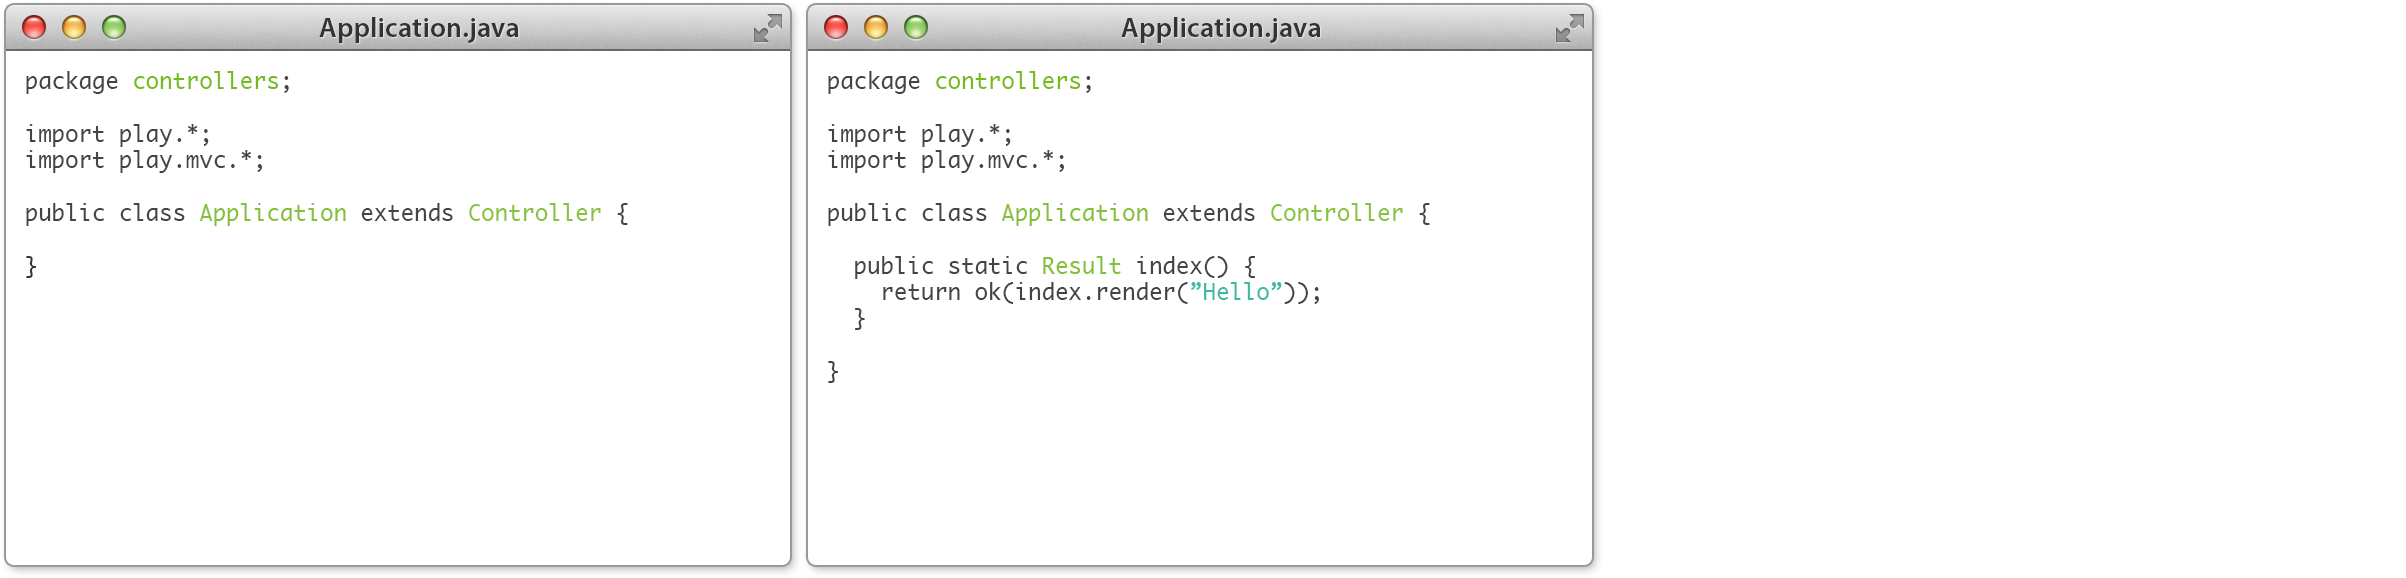 Application.java
package controllers;
import play.*;
import play.mvc.*;
public class Application extends Controller {
}
Application.java
package controllers;
import play.*;
import play.mvc.*;
public class Application extends Controller {
public static Result index() {
return ok(index.render(”Hello”));
}
}